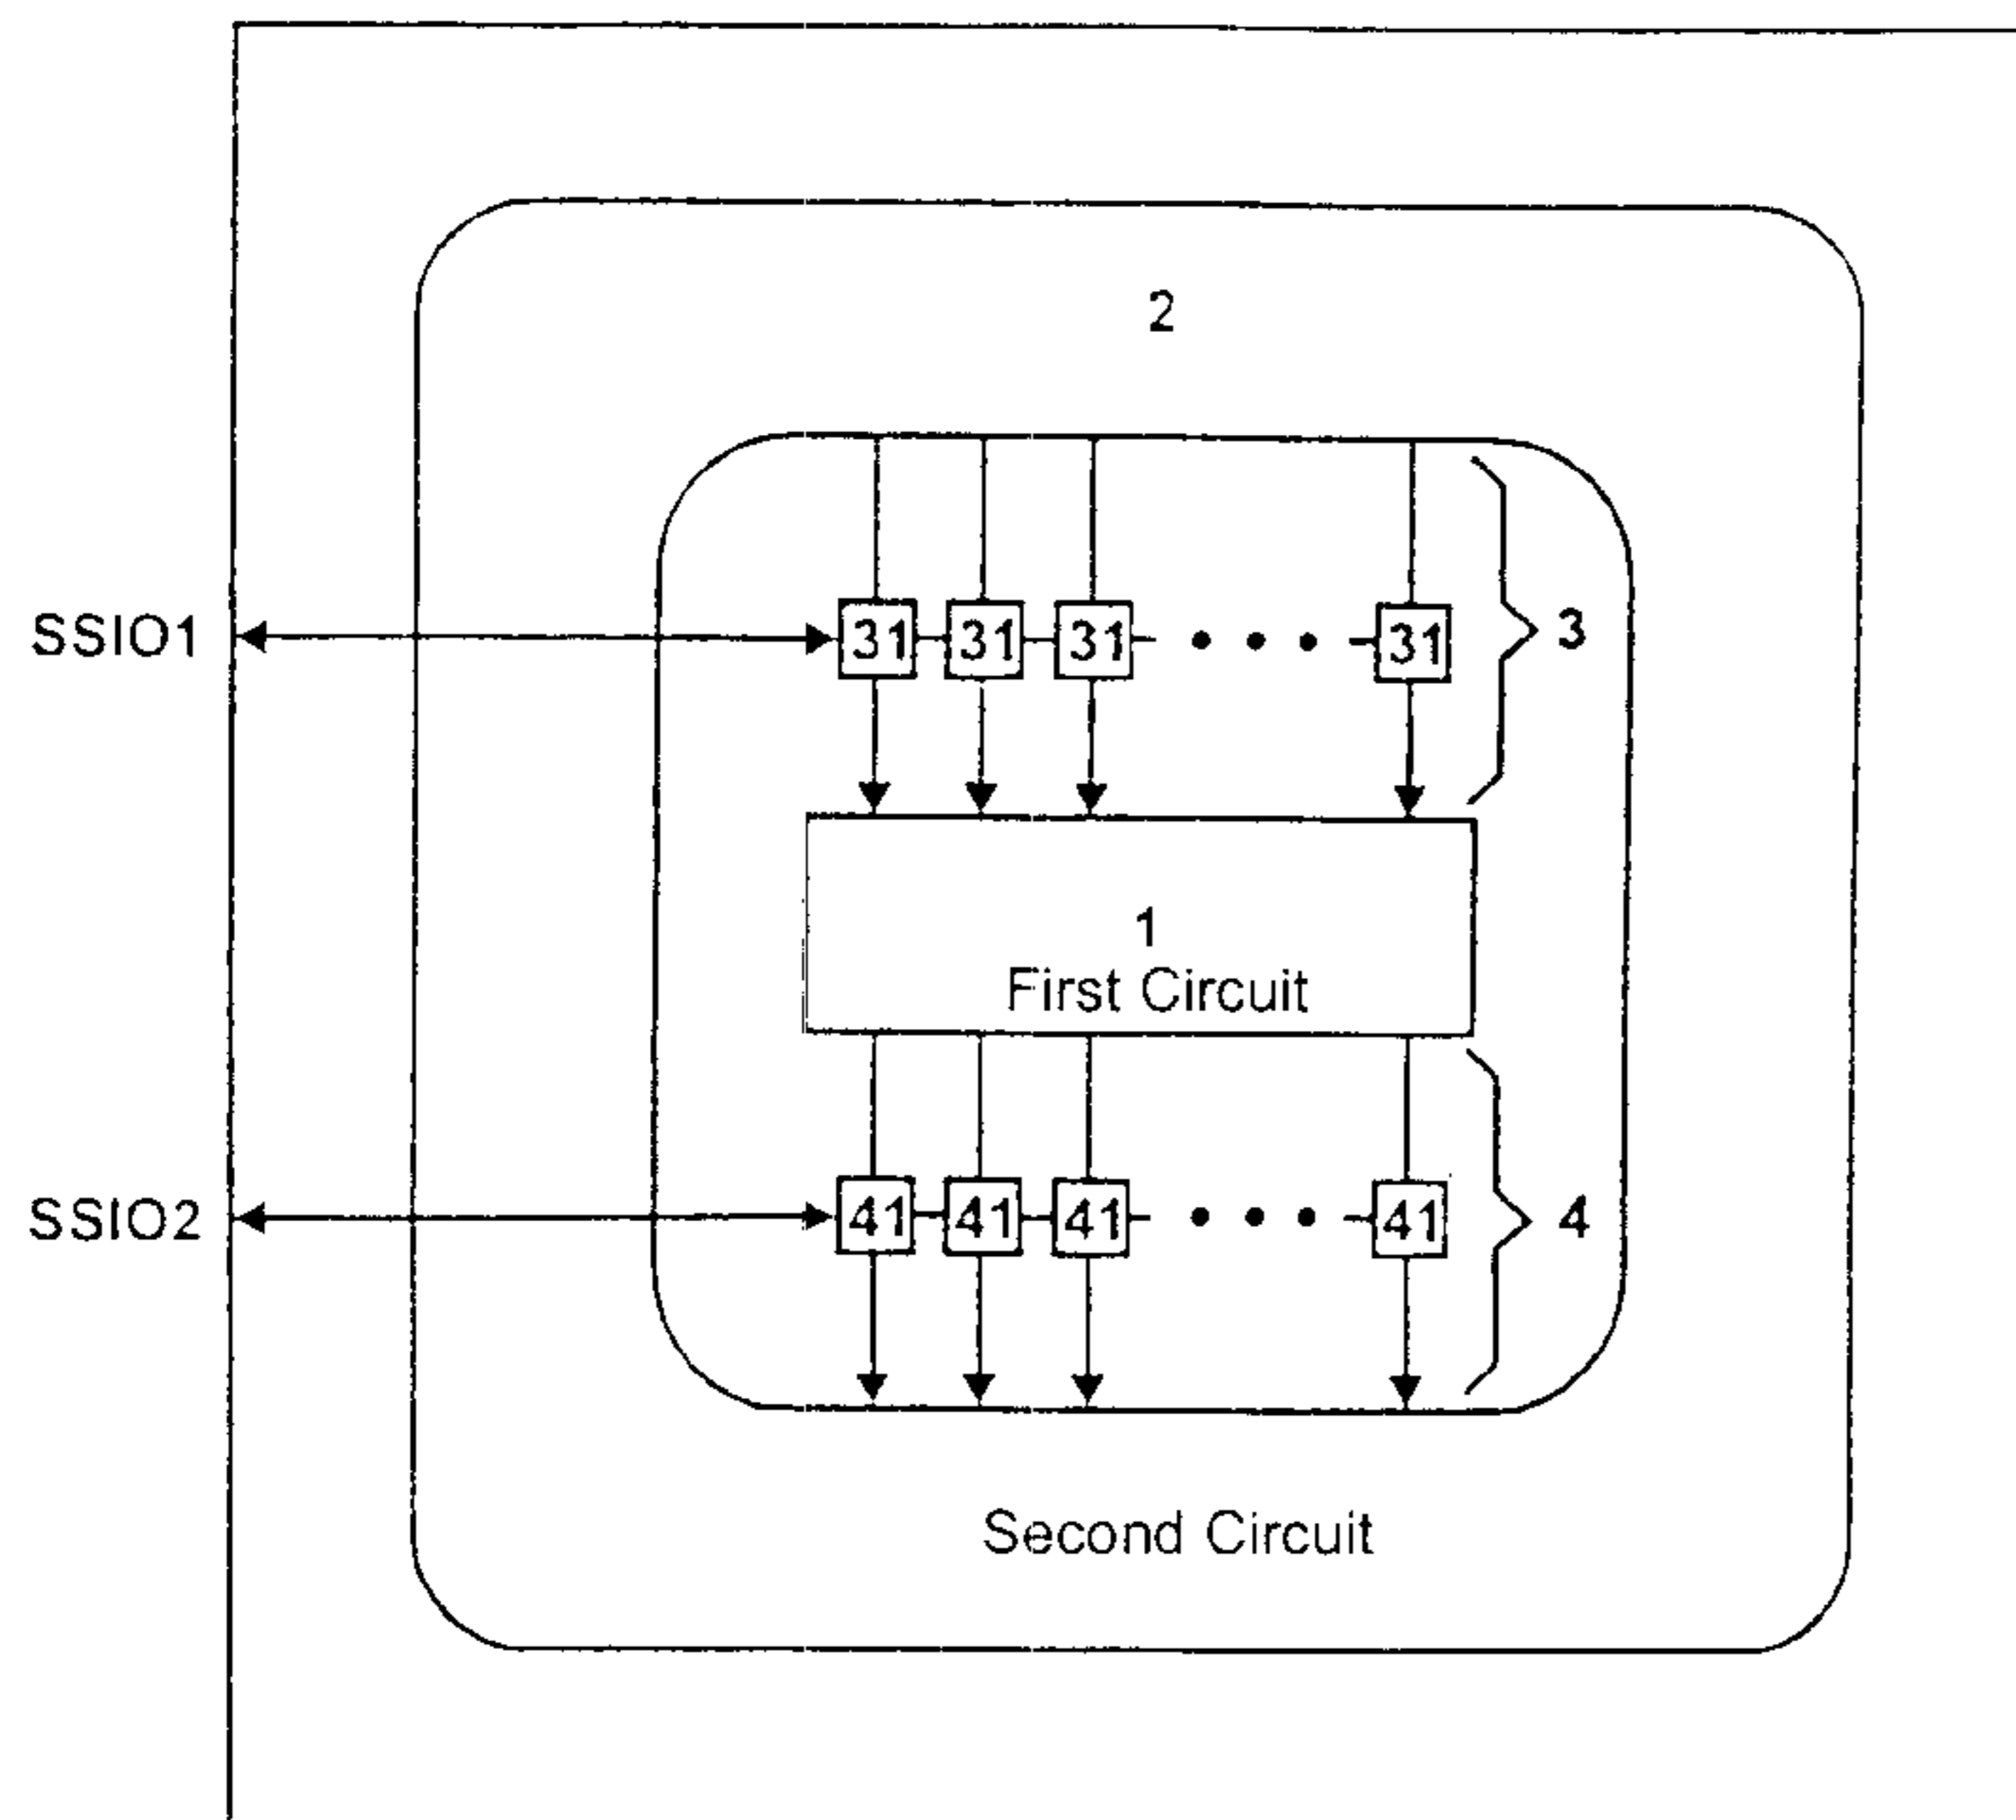 2
SSIO1
31 31 31 • • • 31
3
1
First Circuit
SSIO2
41 41 41 • • • 41
4
Second Circuit